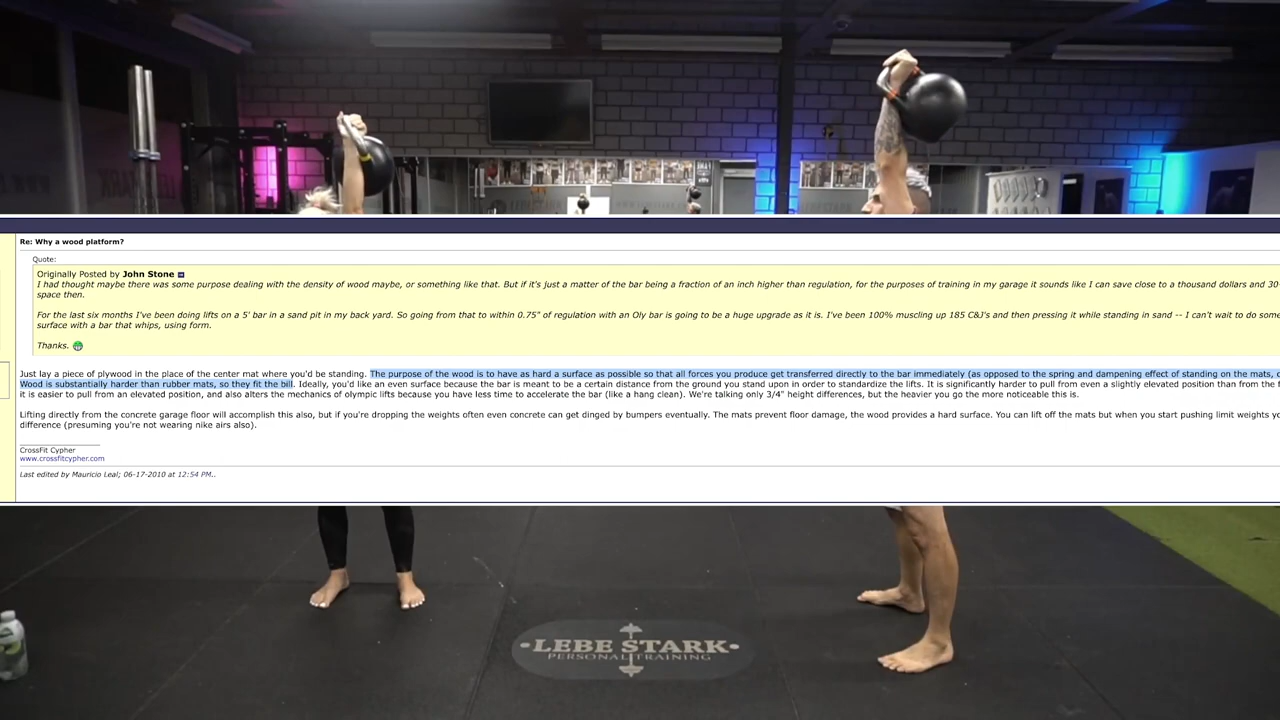 Re: Why a wood platform?
Quote:
Originally Posted by John Stone
I had thought maybe there was some purpose dealing with the density of wood maybe, or something like that. But if it's just a matter of the bar being a fraction of an inch higher than regulation, for the purposes of training in my garage it sounds like I can save close to a thousand dollars and 30-
space then.
For the last six months I've been doing lifts on a 5' bar in a sand pit in my back yard. So going from that to within 0.75" of regulation with an Oly bar is going to be a huge upgrade as it is. I've been 100% muscling up 185 C&J's and then pressing it while standing in sand -- I can't wait to do some
surface with a bar that whips, using form.
Thanks.
Just lay a piece of plywood in the place of the center mat where you'd be standing. The purpose of the wood is to have as hard a surface as possible so that all forces you produce get transferred directly to the bar immediately (as opposed to the spring and dampening effect of standing on the mats,
Wood is substantially harder than rubber mats, so they fit the bill. Ideally, you'd like an even surface because the bar is meant to be a certain distance from the ground you stand upon in order to standardize the lifts. It is significantly harder to pull from even a slightly elevated position than from the
it is easier to pull from an elevated position, and also alters the mechanics of olympic lifts because you have less time to accelerate the bar (like a hang clean). We're talking only 3/4" height differences, but the heavier you go the more noticeable this is.
Lifting directly from the concrete garage floor will accomplish this also, but if you're dropping the weights often even concrete can get dinged by bumpers eventually. The mats prevent floor damage, the wood provides a hard surface. You can lift off the mats but when you start pushing limit weights
difference (presuming you're not wearing nike airs also).
CrossFit Cypher
www.crossfitcypher.com
Last edited by Mauricio Leal; 06-17-2010 at 12:54 PM..
•LEBE STARK•
PERSONAL TRAINING